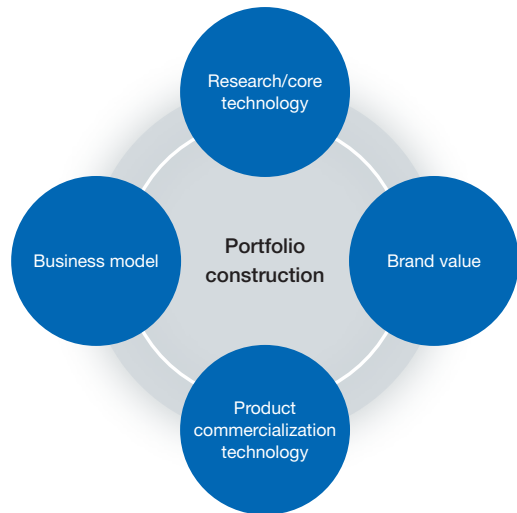 Research/core
technology
Business model
Portfolio
construction
Brand value
Product
commercialization
technology